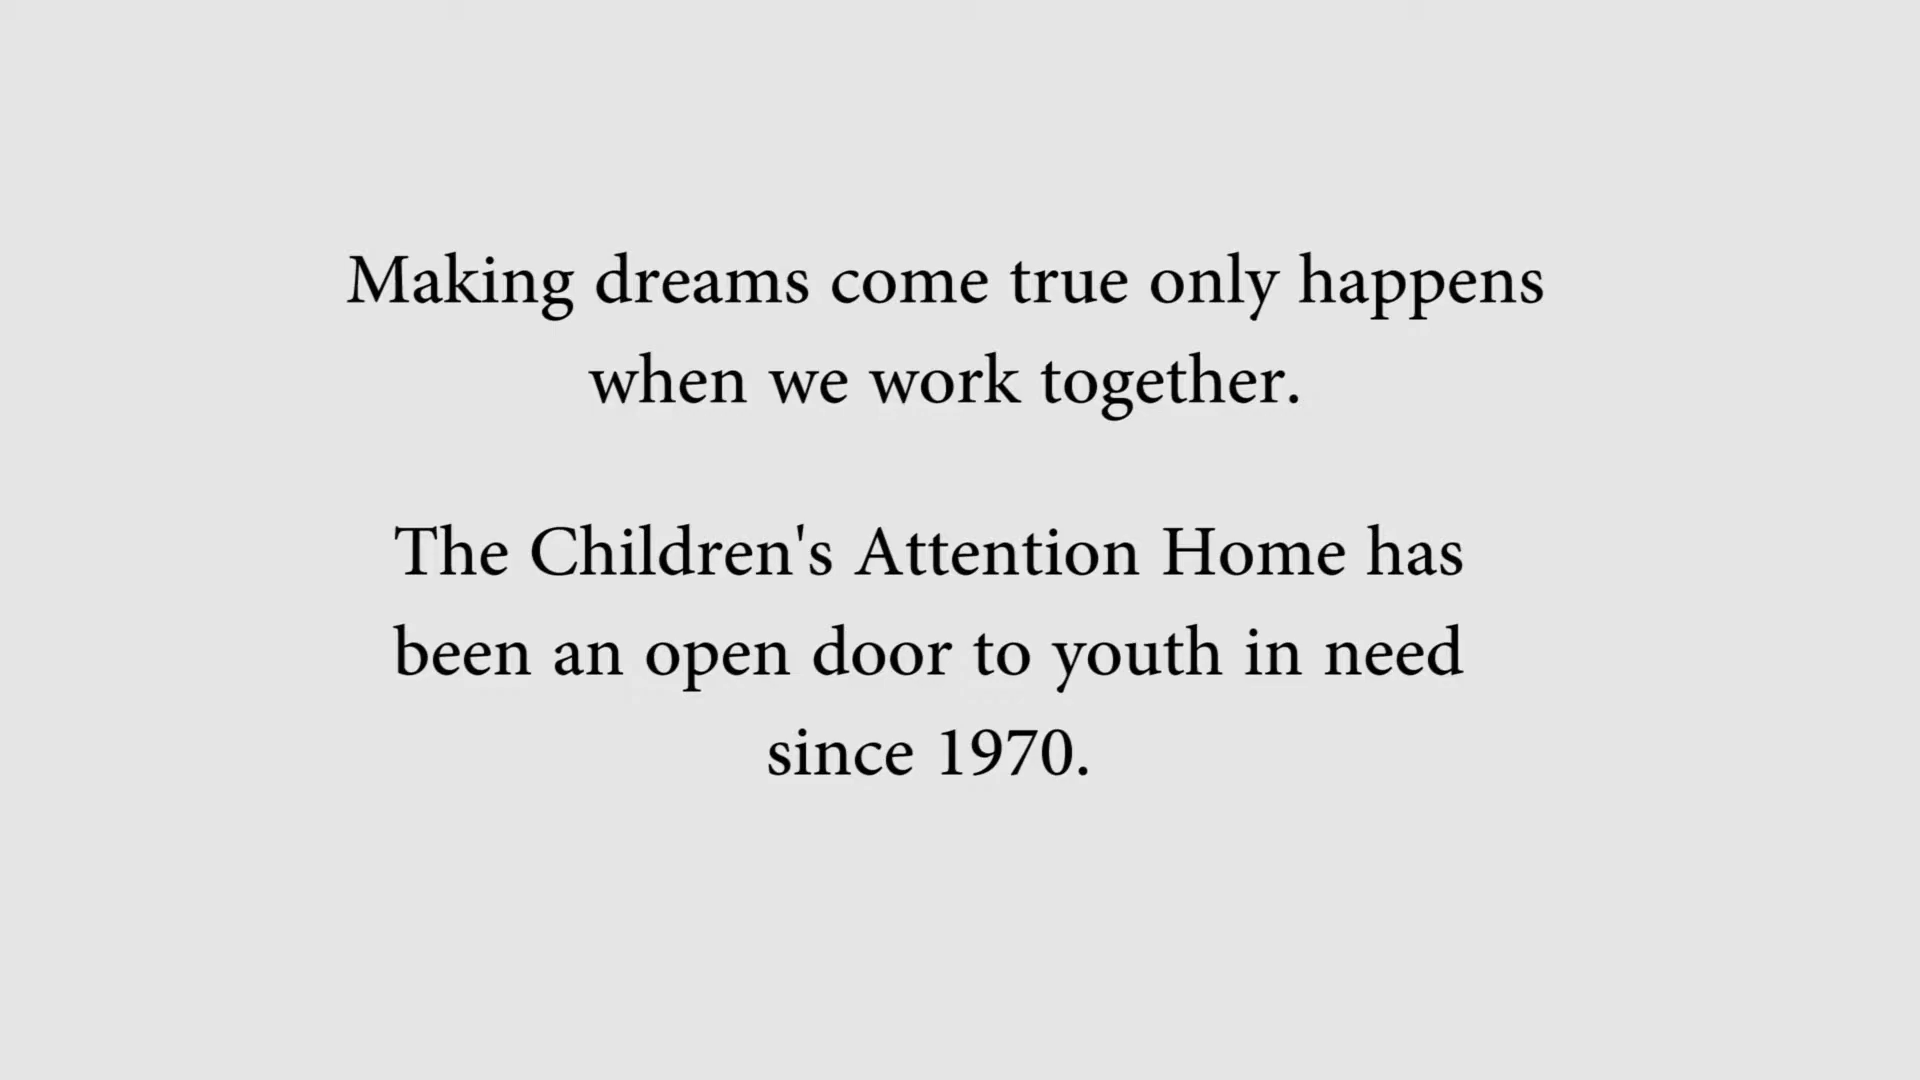 Making dreams come true only happens
when we work together.
The Children's Attention Home has
been an open door to youth in need
since 1970.